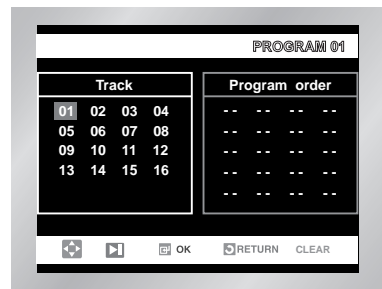 PROGRAM 01
Track
01 02 03 04
05 06 07 08
09 10 11 12
13 14 15 16
Program order
-- -- -- --
-- -- -- --
-- -- -- --
-- -- -- --
-- -- -- --
OK RETURN CLEAR